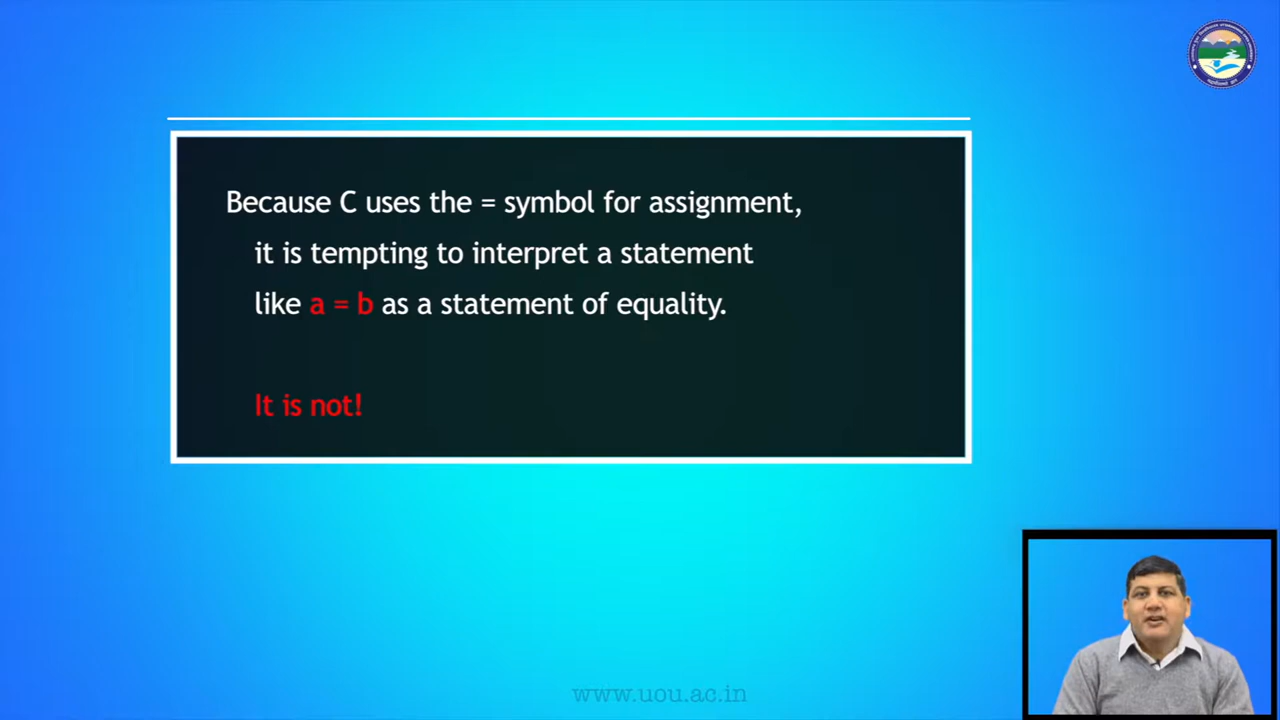 Because C uses the = symbol for assignment,
it is tempting to interpret a statement
like a = b as a statement of equality.
It is not!
www.uou.ac.in